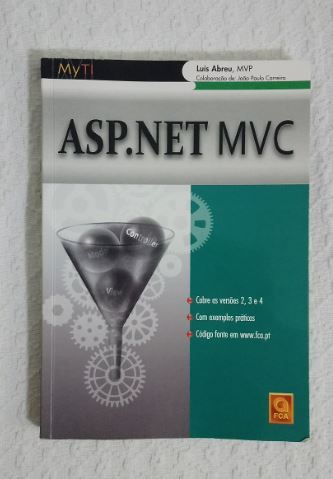 MyTI
Luís Abreu, MVP
Colaboração de: João Paulo Carreira
ASP.NET MVC
Controller
Model
View
Cobre as versões 2, 3 e 4
Com exemplos práticos
Código fonte em www.fca.pt
FCA